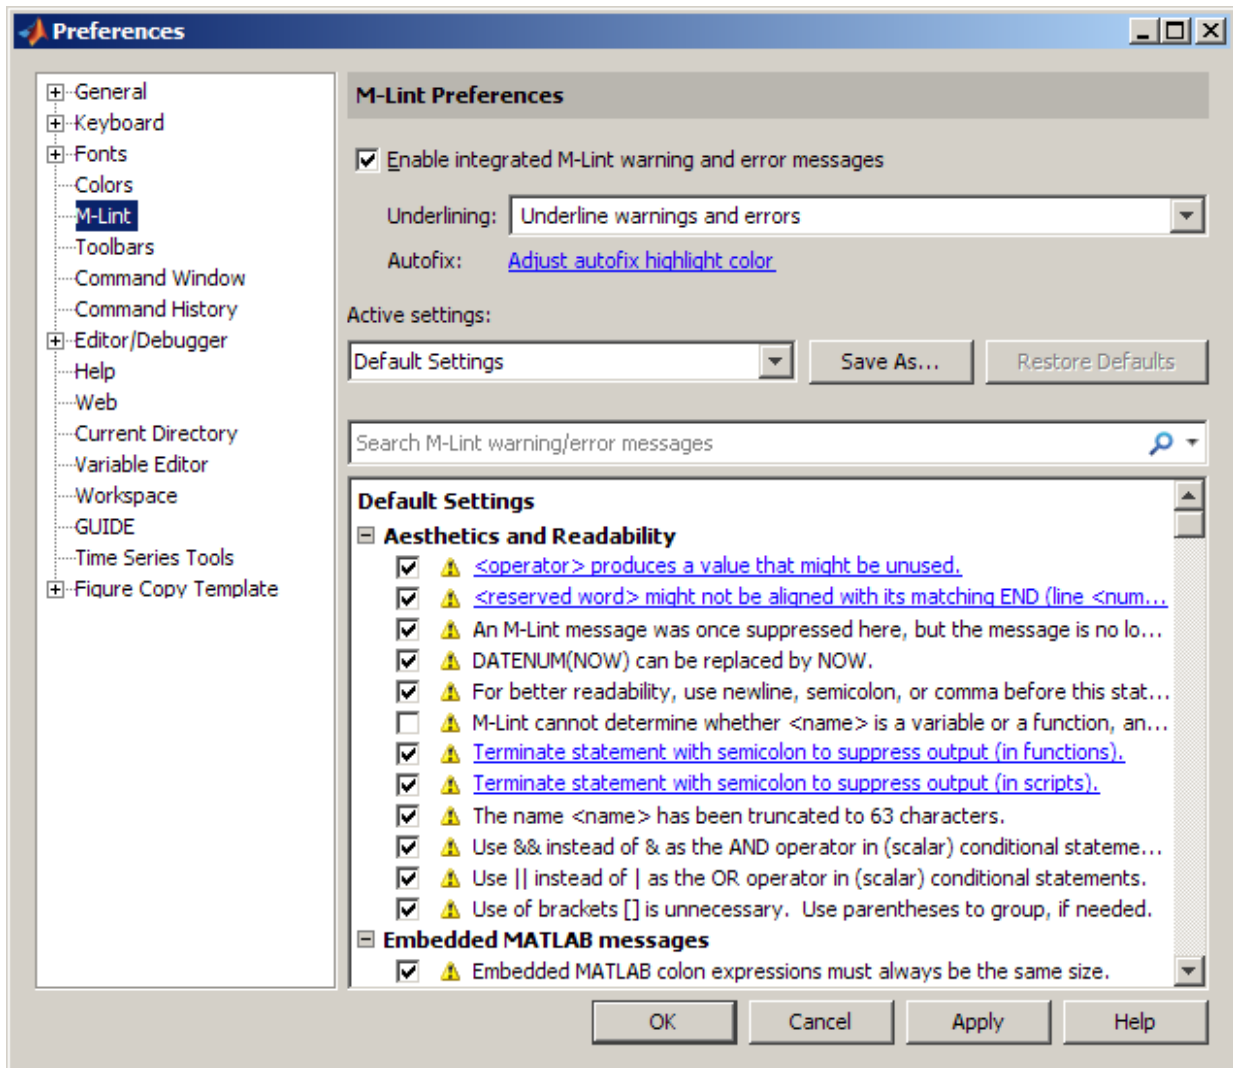 Preferences
General
Keyboard
Fonts
Colors
M-Lint
Toolbars
Command Window
Command History
Editor/Debugger
Help
Web
Current Directory
Variable Editor
Workspace
GUIDE
Time Series Tools
Figure Copy Template
M-Lint Preferences
Enable integrated M-Lint warning and error messages
Underlining: Underline warnings and errors
Autofix: Adjust autofix highlight color
Active settings:
Default Settings Save As... Restore Defaults
Search M-Lint warning/error messages
Default Settings
Aesthetics and Readability
<operator> produces a value that might be unused.
<reserved word> might not be aligned with its matching END (line <num...
An M-Lint message was once suppressed here, but the message is no lo...
DATENUM(NOW) can be replaced by NOW.
For better readability, use newline, semicolon, or comma before this stat...
M-Lint cannot determine whether <name> is a variable or a function, an...
Terminate statement with semicolon to suppress output (in functions).
Terminate statement with semicolon to suppress output (in scripts).
The name <name> has been truncated to 63 characters.
Use && instead of & as the AND operator in (scalar) conditional stateme...
Use || instead of | as the OR operator in (scalar) conditional statements.
Use of brackets [] is unnecessary.  Use parentheses to group, if needed.
Embedded MATLAB messages
Embedded MATLAB colon expressions must always be the same size.
OK Cancel Apply Help